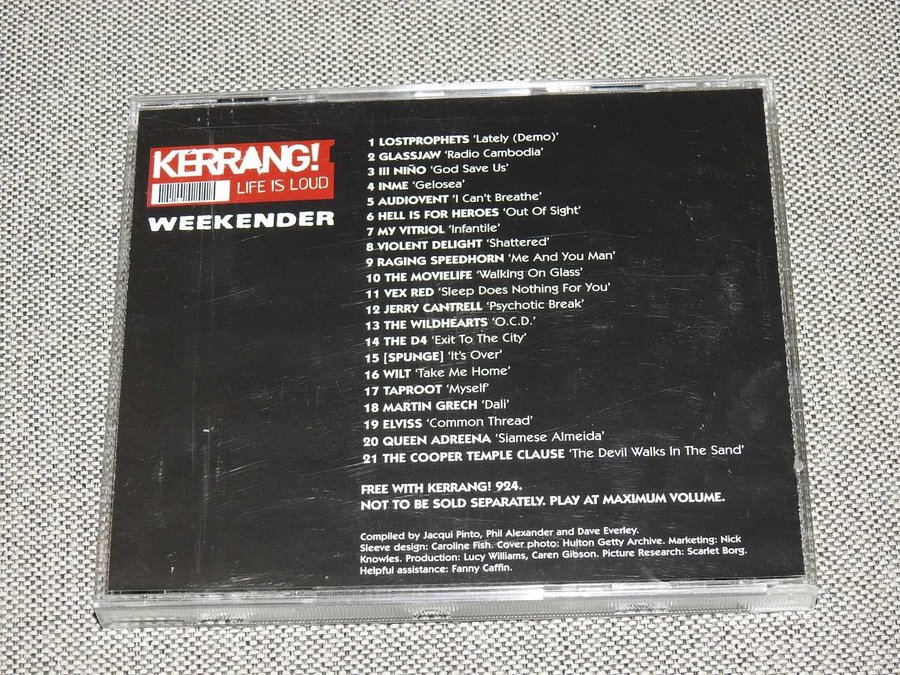 KERRANG!
LIFE IS LOUD
WEEKENDER
1 LOSTPROPHETS ‘Lately (Demo)’
2 GLASSJAW ‘Radio Cambodia’
3 III NIÑO ‘God Save Us’
4 INME ‘Gelosea’
5 AUDIOVENT ‘I Can’t Breathe’
6 HELL IS FOR HEROES ‘Out Of Sight’
7 MY VITRIOL ‘Infantile’
8 VIOLENT DELIGHT ‘Shattered’
9 RAGING SPEEDHORN ‘Me And You Man’
10 THE MOVIELIFE ‘Walking On Glass’
11 VEX RED ‘Sleep Does Nothing For You’
12 JERRY CANTRELL ‘Psychotic Break’
13 THE WILDHEARTS ‘O.C.D.’
14 THE D4 ‘Exit To The City’
15 [SPUNGE] ‘It’s Over’
16 WILT ‘Take Me Home’
17 TAPROOT ‘Myself’
18 MARTIN GRECH ‘Dali’
19 ELVISS ‘Common Thread’
20 QUEEN ADREENA ‘Siamese Almeida’
21 THE COOPER TEMPLE CLAUSE ‘The Devil Walks In The Sand’
FREE WITH KERRANG! 924.
NOT TO BE SOLD SEPARATELY. PLAY AT MAXIMUM VOLUME.
Compiled by Jacqui Pinto, Phil Alexander and Dave Everley.
Sleeve design: Caroline Fish. Cover photo: Hulton Getty Archive. Marketing: Nick
Knowles. Production: Lucy Williams, Caren Gibson. Picture Research: Scarlet Borg.
Helpful assistance: Fanny Caffin.